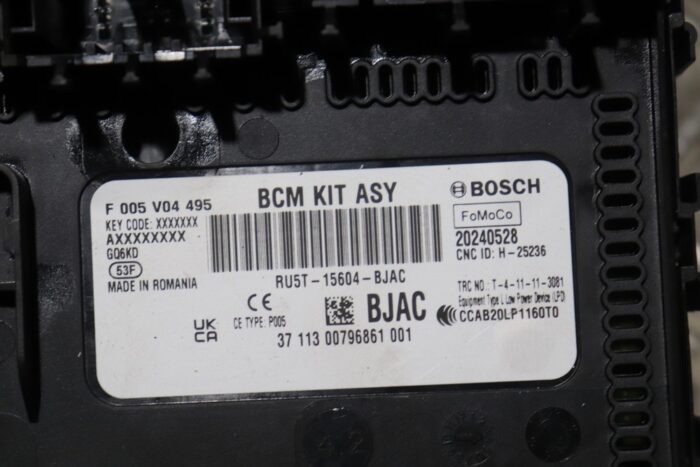 F 005 V04 495
BCM KIT ASY
BOSCH
KEY CODE: XXXXXXX
AXXXXXXXX
GQ6KD
53F
MADE IN ROMANIA
FoMoCo
20240528
CNC ID: H-25236
RU5T-15604-BJAC
TRC NO.: T-4-11-11-3081
Equipment Type L Low Power Device (LPD)
CCAB20LP1160T0
CE
CE TYPE. P005
UK
CA
BJAC
37 113 00796861 001
42